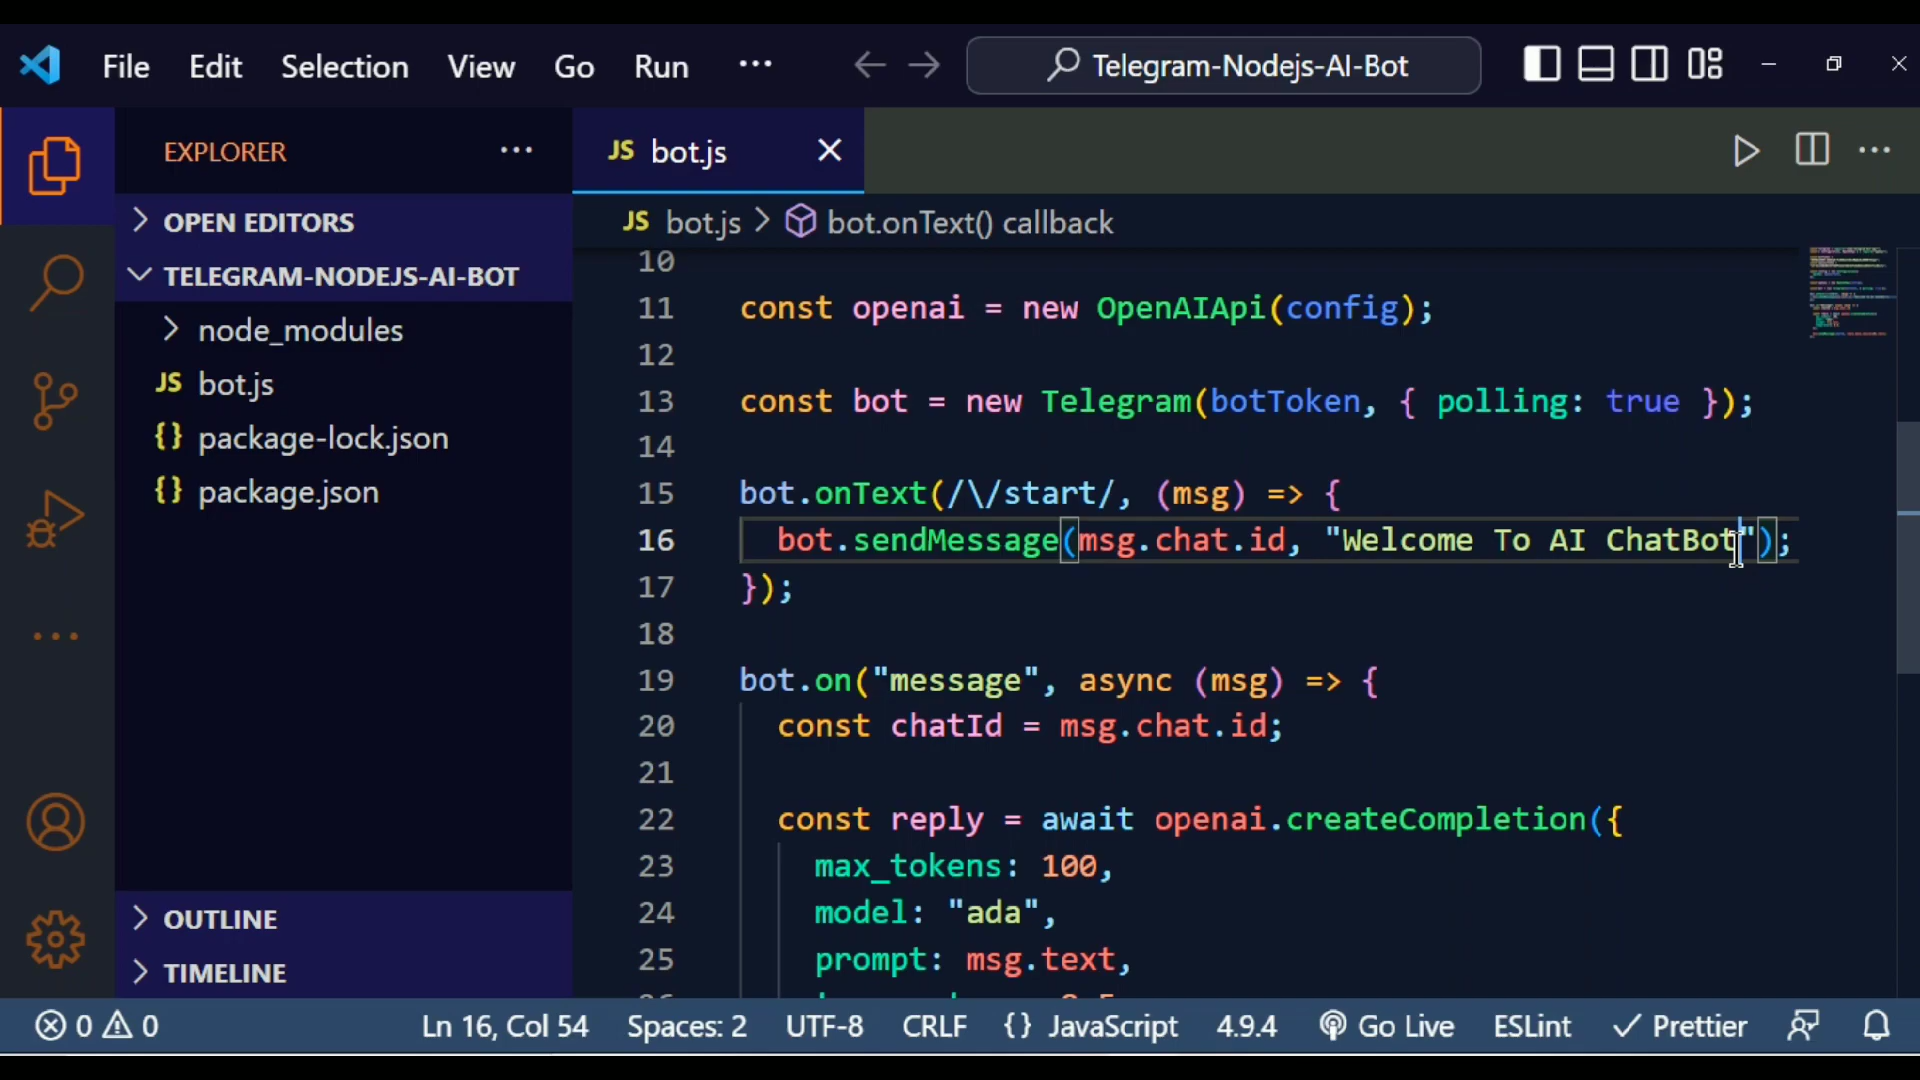 File Edit Selection View Go Run ··· Telegram-Nodejs-AI-Bot
EXPLORER ···
JS bot.js
OPEN EDITORS
JS bot.js > bot.onText() callback
TELEGRAM-NODEJS-AI-BOT
node_modules
JS bot.js
{} package-lock.json
{} package.json
OUTLINE
TIMELINE
10
11 const openai = new OpenAIApi(config);
12
13 const bot = new Telegram(botToken, { polling: true });
14
15 bot.onText(/\/start/, (msg) => {
16 bot.sendMessage(msg.chat.id, "Welcome To AI ChatBot");
17 });
18
19 bot.on("message", async (msg) => {
20 const chatId = msg.chat.id;
21
22 const reply = await openai.createCompletion({
23 max_tokens: 100,
24 model: "ada",
25 prompt: msg.text,
0 0 Ln 16, Col 54 Spaces: 2 UTF-8 CRLF {} JavaScript 4.9.4 Go Live ESLint Prettier